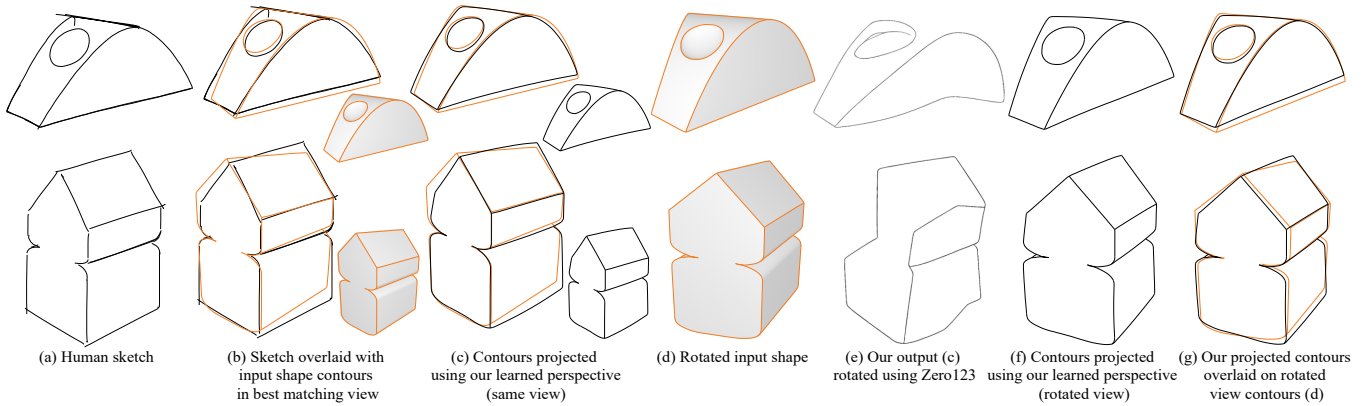 (a) Human sketch
(b) Sketch overlaid with
input shape contours
in best matching view
(c) Contours projected
using our learned perspective
(same view)
(d) Rotated input shape
(e) Our output (c)
rotated using Zero123
(f) Contours projected
using our learned perspective
(rotated view)
(g) Our projected contours
overlaid on rotated
view contours (d)